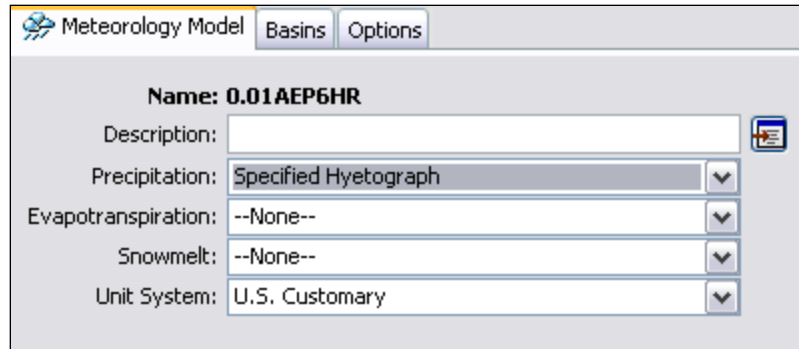 Meteorology Model Basins Options
Name: 0.01AEP6HR
Description:
Precipitation: Specified Hyetograph
Evapotranspiration: --None--
Snowmelt: --None--
Unit System: U.S. Customary